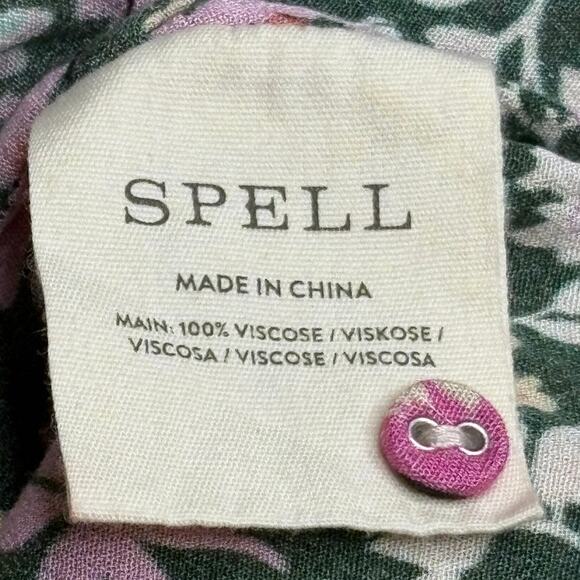 SPELL
MADE IN CHINA
MAIN: 100% VISCOSE / VISKOSE /
VISCOSA / VISCOSE / VISCOSA